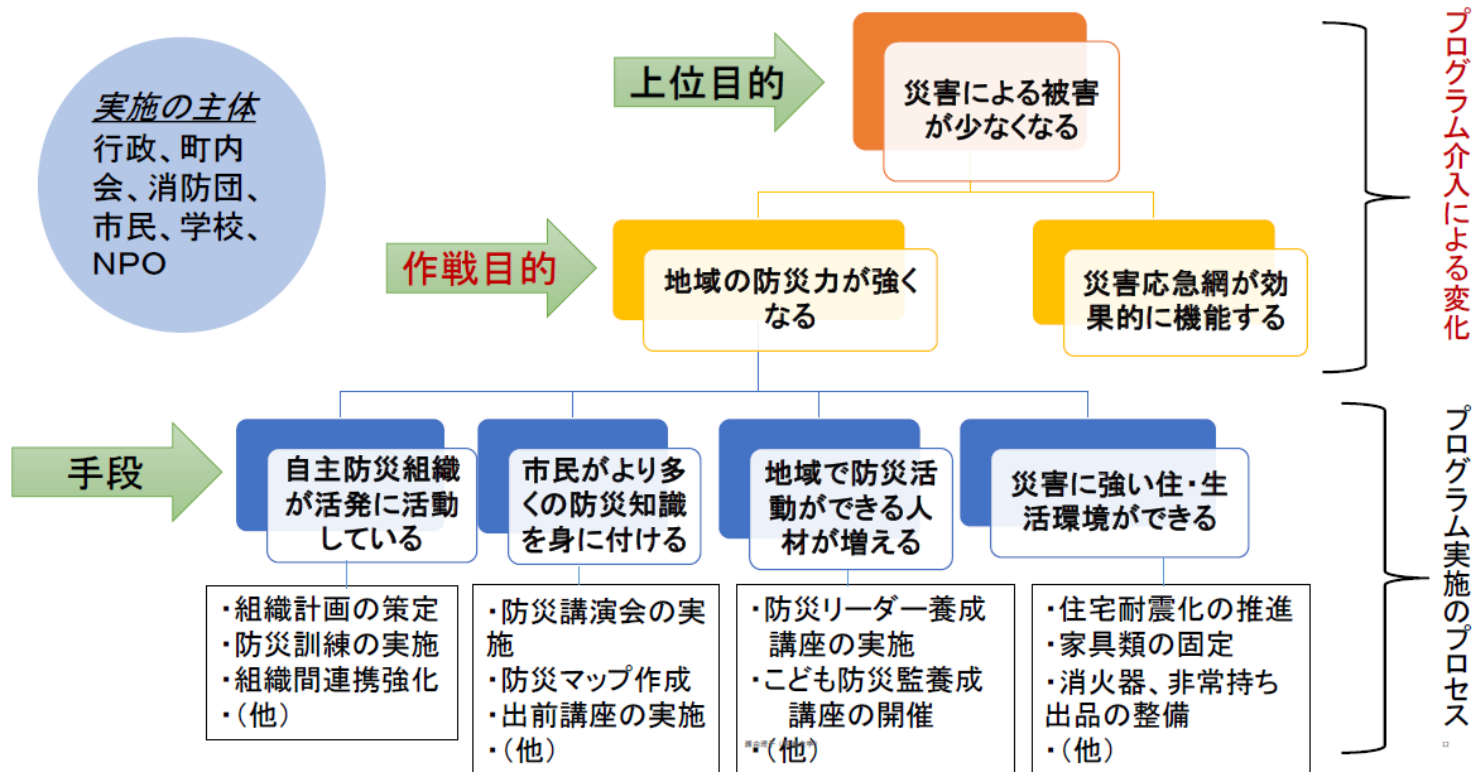 実施の主体
行政、町内
会、消防団、
市民、学校、
NPO
上位目的
災害による被害
が少なくなる
作戦目的
地域の防災力が強く
なる
災害応急網が効
果的に機能する
プログラム介入による変化
手段
自主防災組織
が活発に活動
している
市民がより多
くの防災知識
を身に付ける
地域で防災活
動ができる人
材が増える
災害に強い住・生
活環境ができる
・組織計画の策定
・防災訓練の実施
・組織間連携強化
・(他)
・防災講演会の実
施
・防災マップ作成
・出前講座の実施
・(他)
・防災リーダー養成
講座の実施
・こども防災監養成
講座の開催
・(他)
・住宅耐震化の推進
・家具類の固定
・消火器、非常持ち
出品の整備
・(他)
プログラム実施のプロセス
12